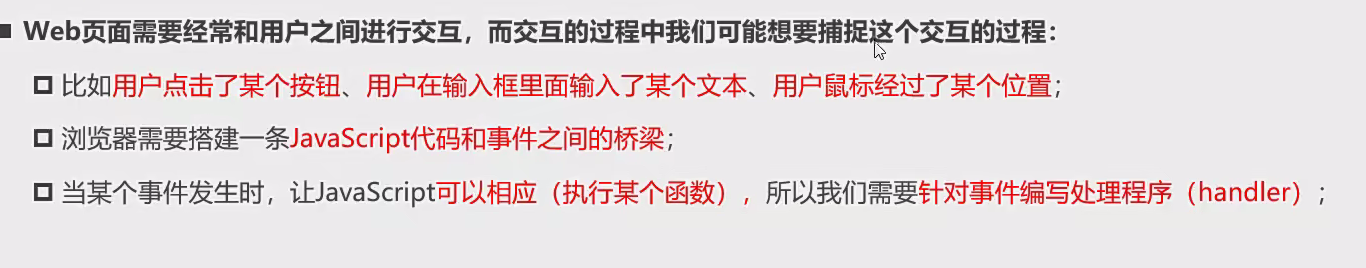 Web页面需要经常和用户之间进行交互，而交互的过程中我们可能想要捕捉这个交互的过程：
比如用户点击了某个按钮、用户在输入框里面输入了某个文本、用户鼠标经过了某个位置；
浏览器需要搭建一条JavaScript代码和事件之间的桥梁；
当某个事件发生时，让JavaScript可以相应（执行某个函数），所以我们需要针对事件编写处理程序（handler）；